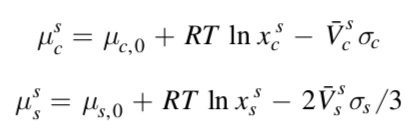 μ_c^s = μ_{c,0} + RT ln x_c^s − V̄_c^s σ_c
μ_s^s = μ_{s,0} + RT ln x_s^s − 2V̄_s^s σ_s/3